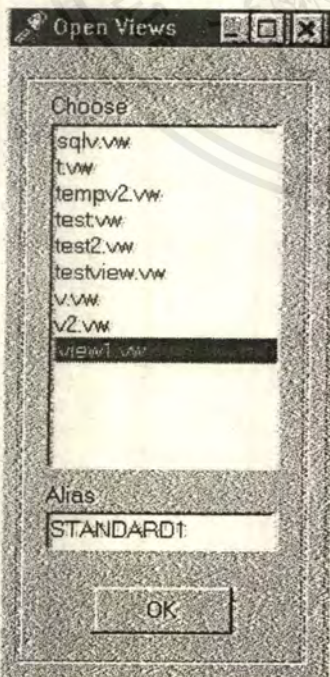 Open Views
Choose
sqlv.vw
t.vw
tempv2.vw
test.vw
test2.vw
testview.vw
v.vw
v2.vw
view1.vw
Alias
STANDARD1
OK